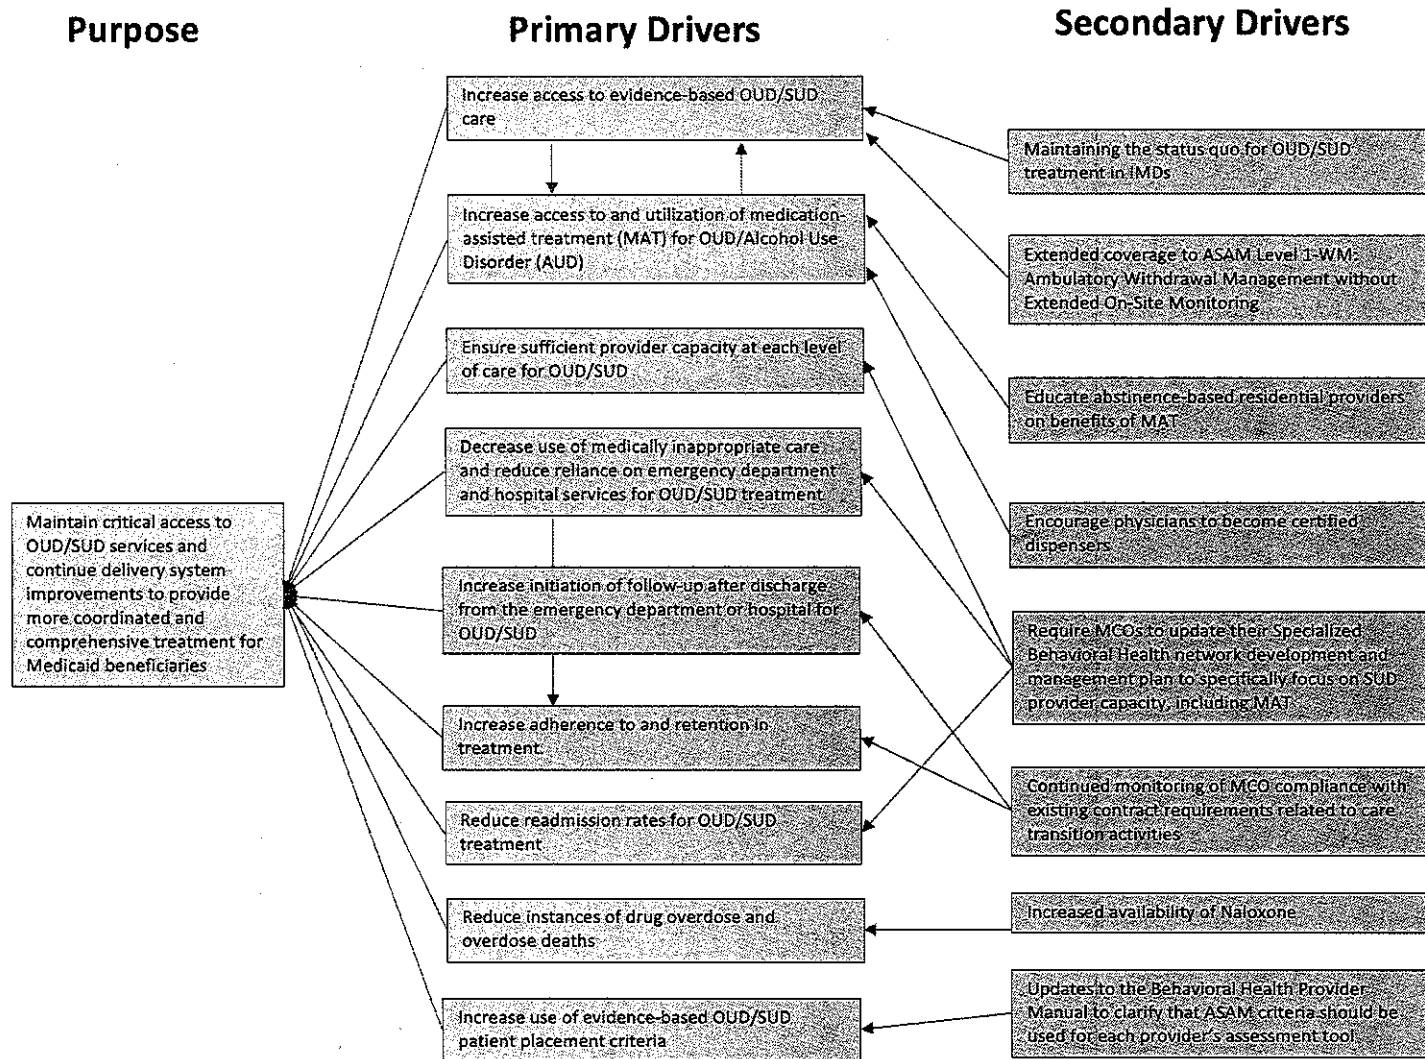 Purpose
Primary Drivers
Secondary Drivers
Increase access to evidence-based OUD/SUD
care
Increase access to and utilization of medication-
assisted treatment (MAT) for OUD/Alcohol Use
Disorder (AUD)
Ensure sufficient provider capacity at each level
of care for OUD/SUD
Decrease use of medically inappropriate care
and reduce reliance on emergency department
and hospital services for OUD/SUD treatment
Maintain critical access to
OUD/SUD services and
continue delivery system
improvements to provide
more coordinated and
comprehensive treatment for
Medicaid beneficiaries
Increase initiation of follow-up after discharge
from the emergency department or hospital for
OUD/SUD
Increase adherence to and retention in
treatment.
Reduce readmission rates for OUD/SUD
treatment
Reduce instances of drug overdose and
overdose deaths
Increase use of evidence-based OUD/SUD
patient placement criteria
Maintaining the status quo for OUD/SUD
treatment in IMDs
Extended coverage to ASAM Level 1-WM:
Ambulatory Withdrawal Management without
Extended On-Site Monitoring
Educate abstinence-based residential providers
on benefits of MAT
Encourage physicians to become certified
dispensers
Require MCOs to update their Specialized
Behavioral Health network development and
management plan to specifically focus on SUD
provider capacity, including MAT
Continued monitoring of MCO compliance with
existing contract requirements related to care
transition activities
Increased availability of Naloxone
Updates to the Behavioral Health Provider
Manual to clarify that ASAM criteria should be
used for each provider's assessment tool